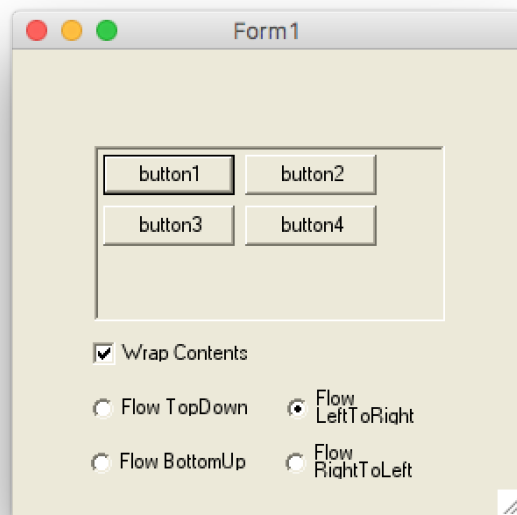 Form1
button1 button2
button3 button4
Wrap Contents
Flow TopDown
Flow
LeftToRight
Flow BottomUp
Flow
RightToLeft